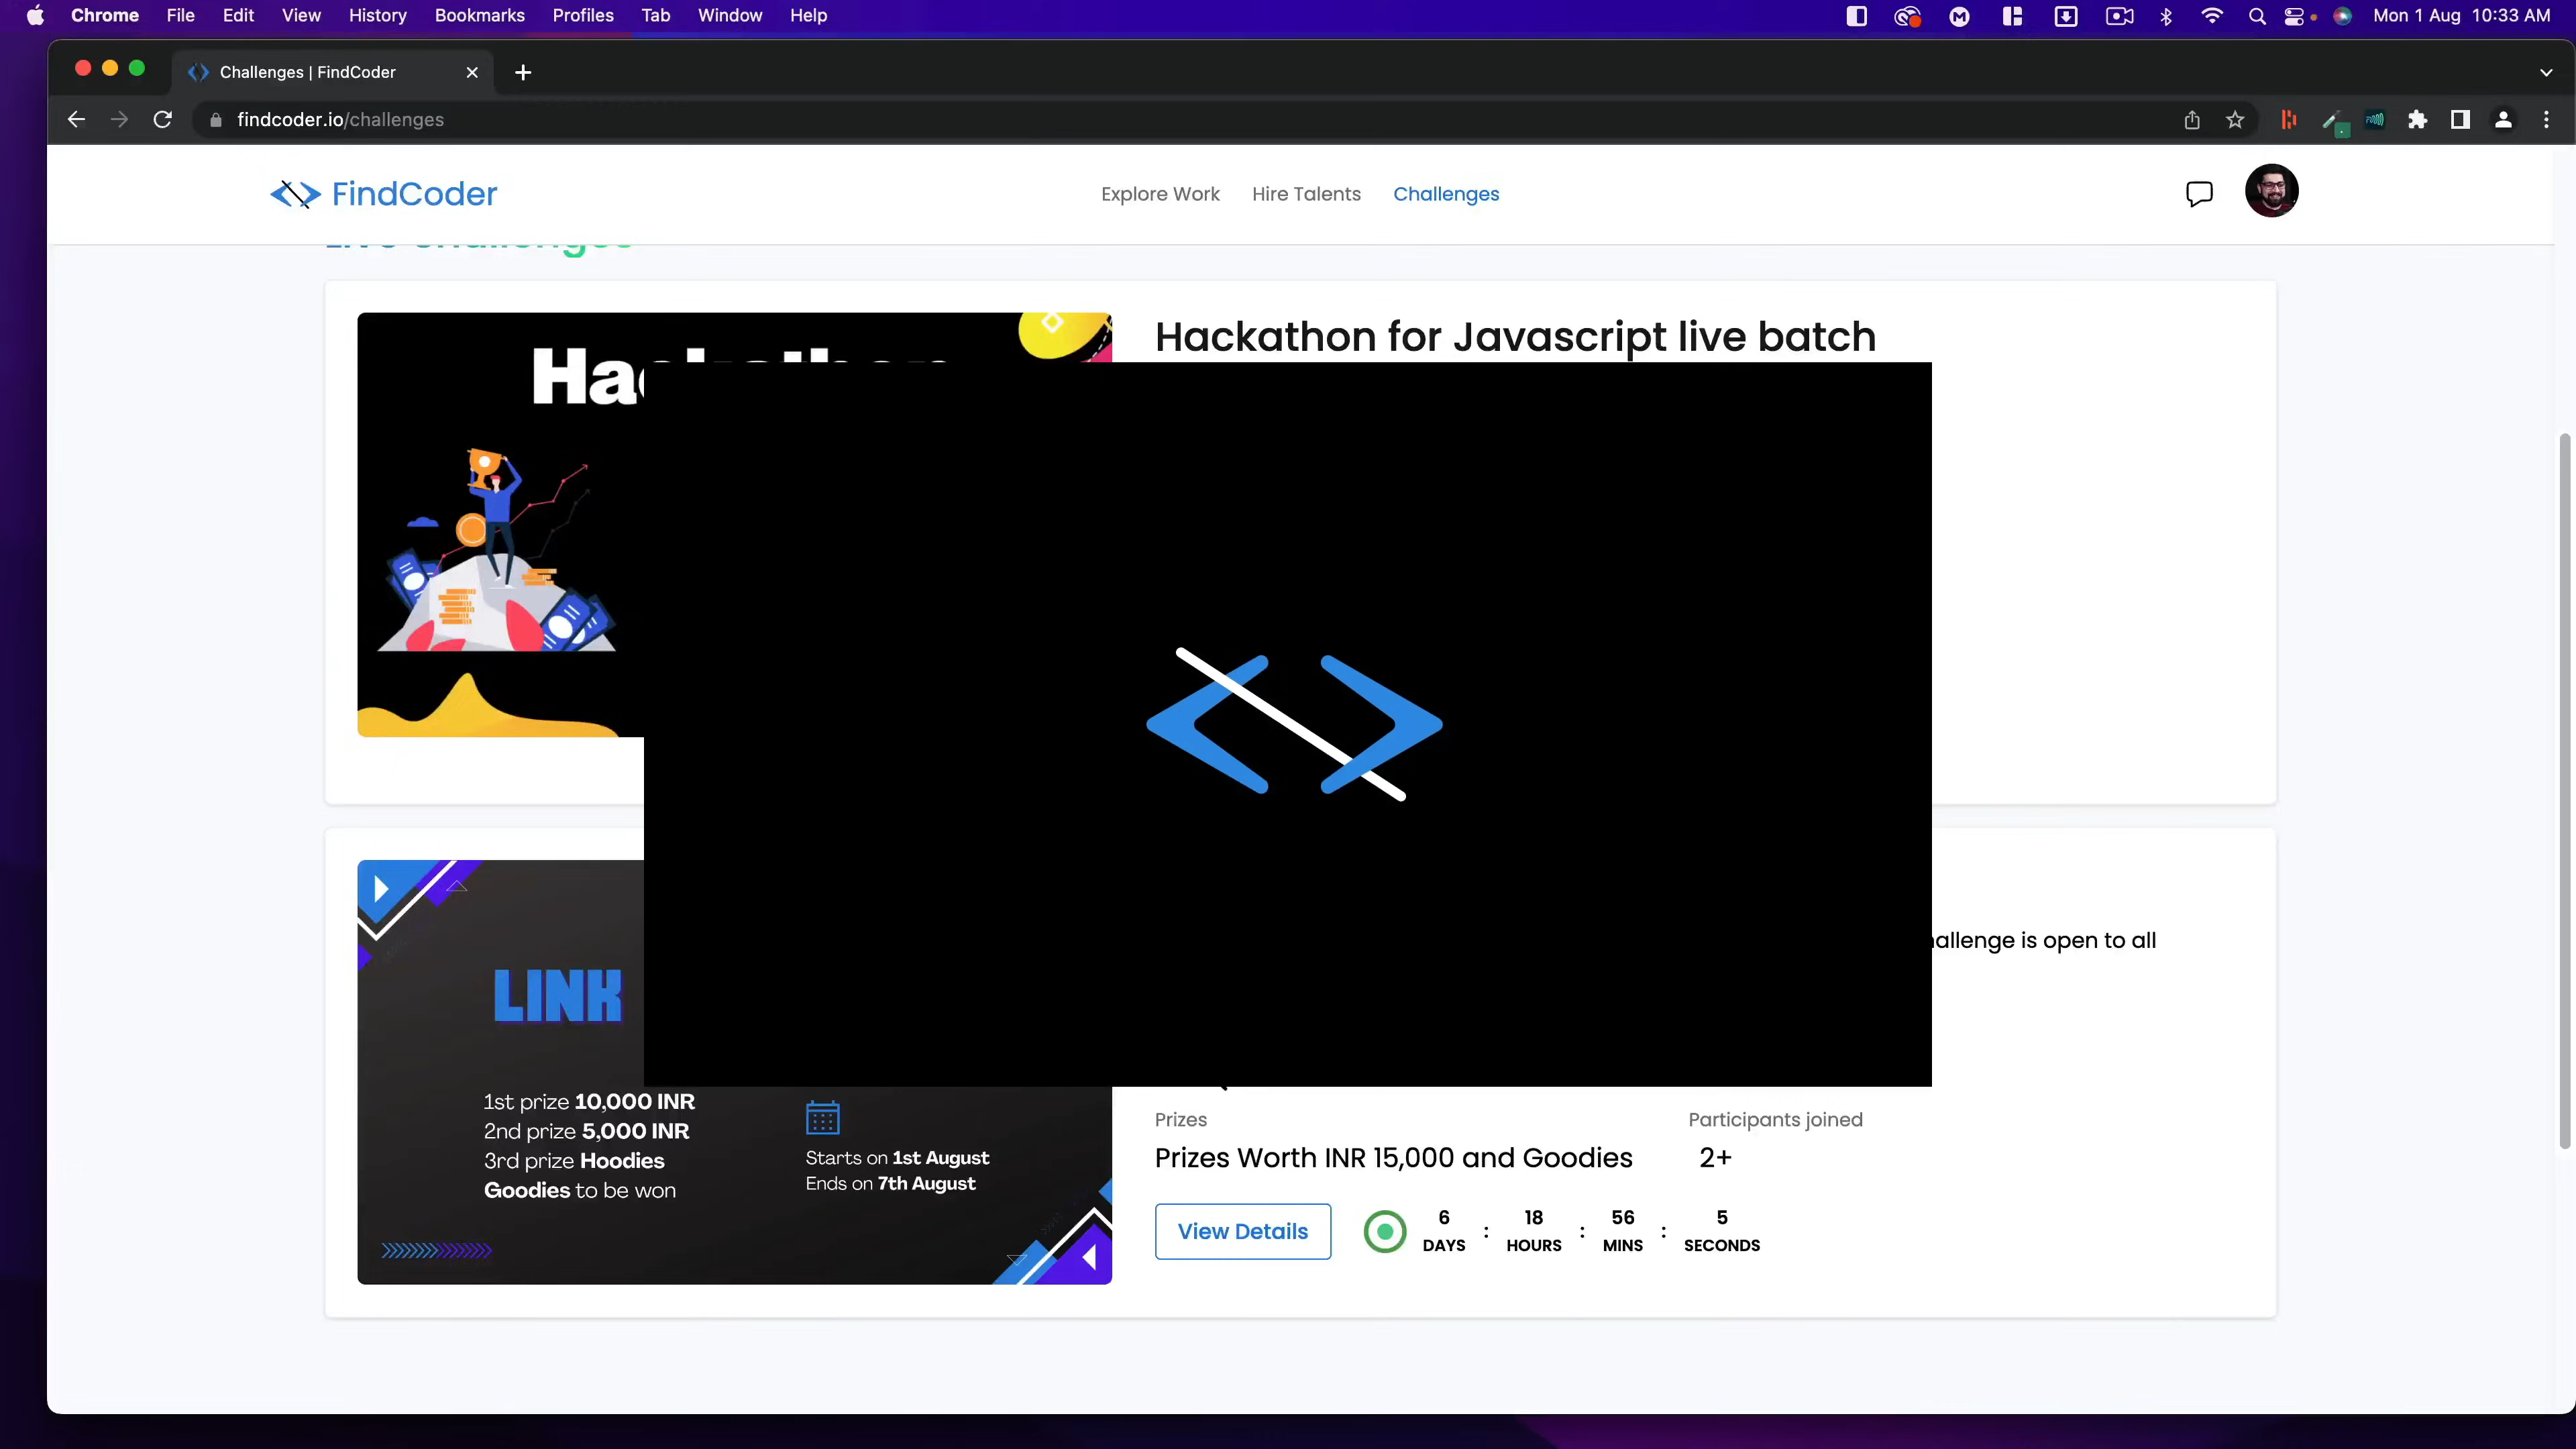 Chrome File Edit View History Bookmarks Profiles Tab Window Help
Mon 1 Aug 10:33 AM
Challenges | FindCoder
findcoder.io/challenges
FindCoder
Explore Work
Hire Talents
Challenges
Live Challenges
Hackathon
Hackathon for Javascript live batch
LINK
allenge is open to all
1st prize 10,000 INR
2nd prize 5,000 INR
3rd prize Hoodies
Goodies to be won
Starts on 1st August
Ends on 7th August
Prizes
Participants joined
Prizes Worth INR 15,000 and Goodies
2+
View Details
6 : 18 : 56 : 5
DAYS HOURS MINS SECONDS